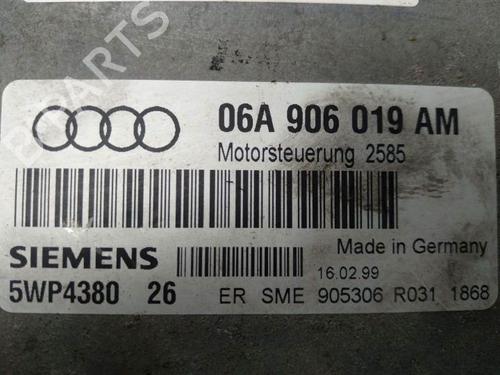 06A 906 019 AM
Motorsteuerung 2585
SIEMENS
Made in Germany
16.02.99
5WP4380 26
ER SME 905306 R031 1868